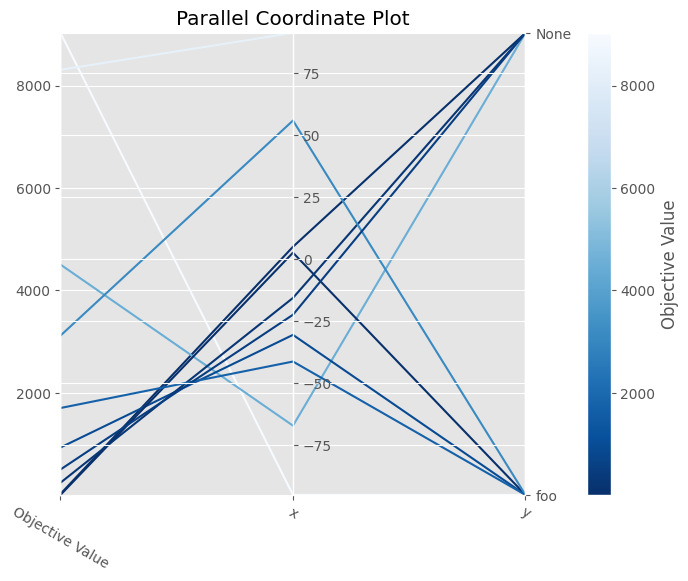 Parallel Coordinate Plot
8000
6000
4000
2000
75
50
25
0
−25
−50
−75
None
foo
8000
6000
4000
2000
Objective Value
Objective Value
x
y